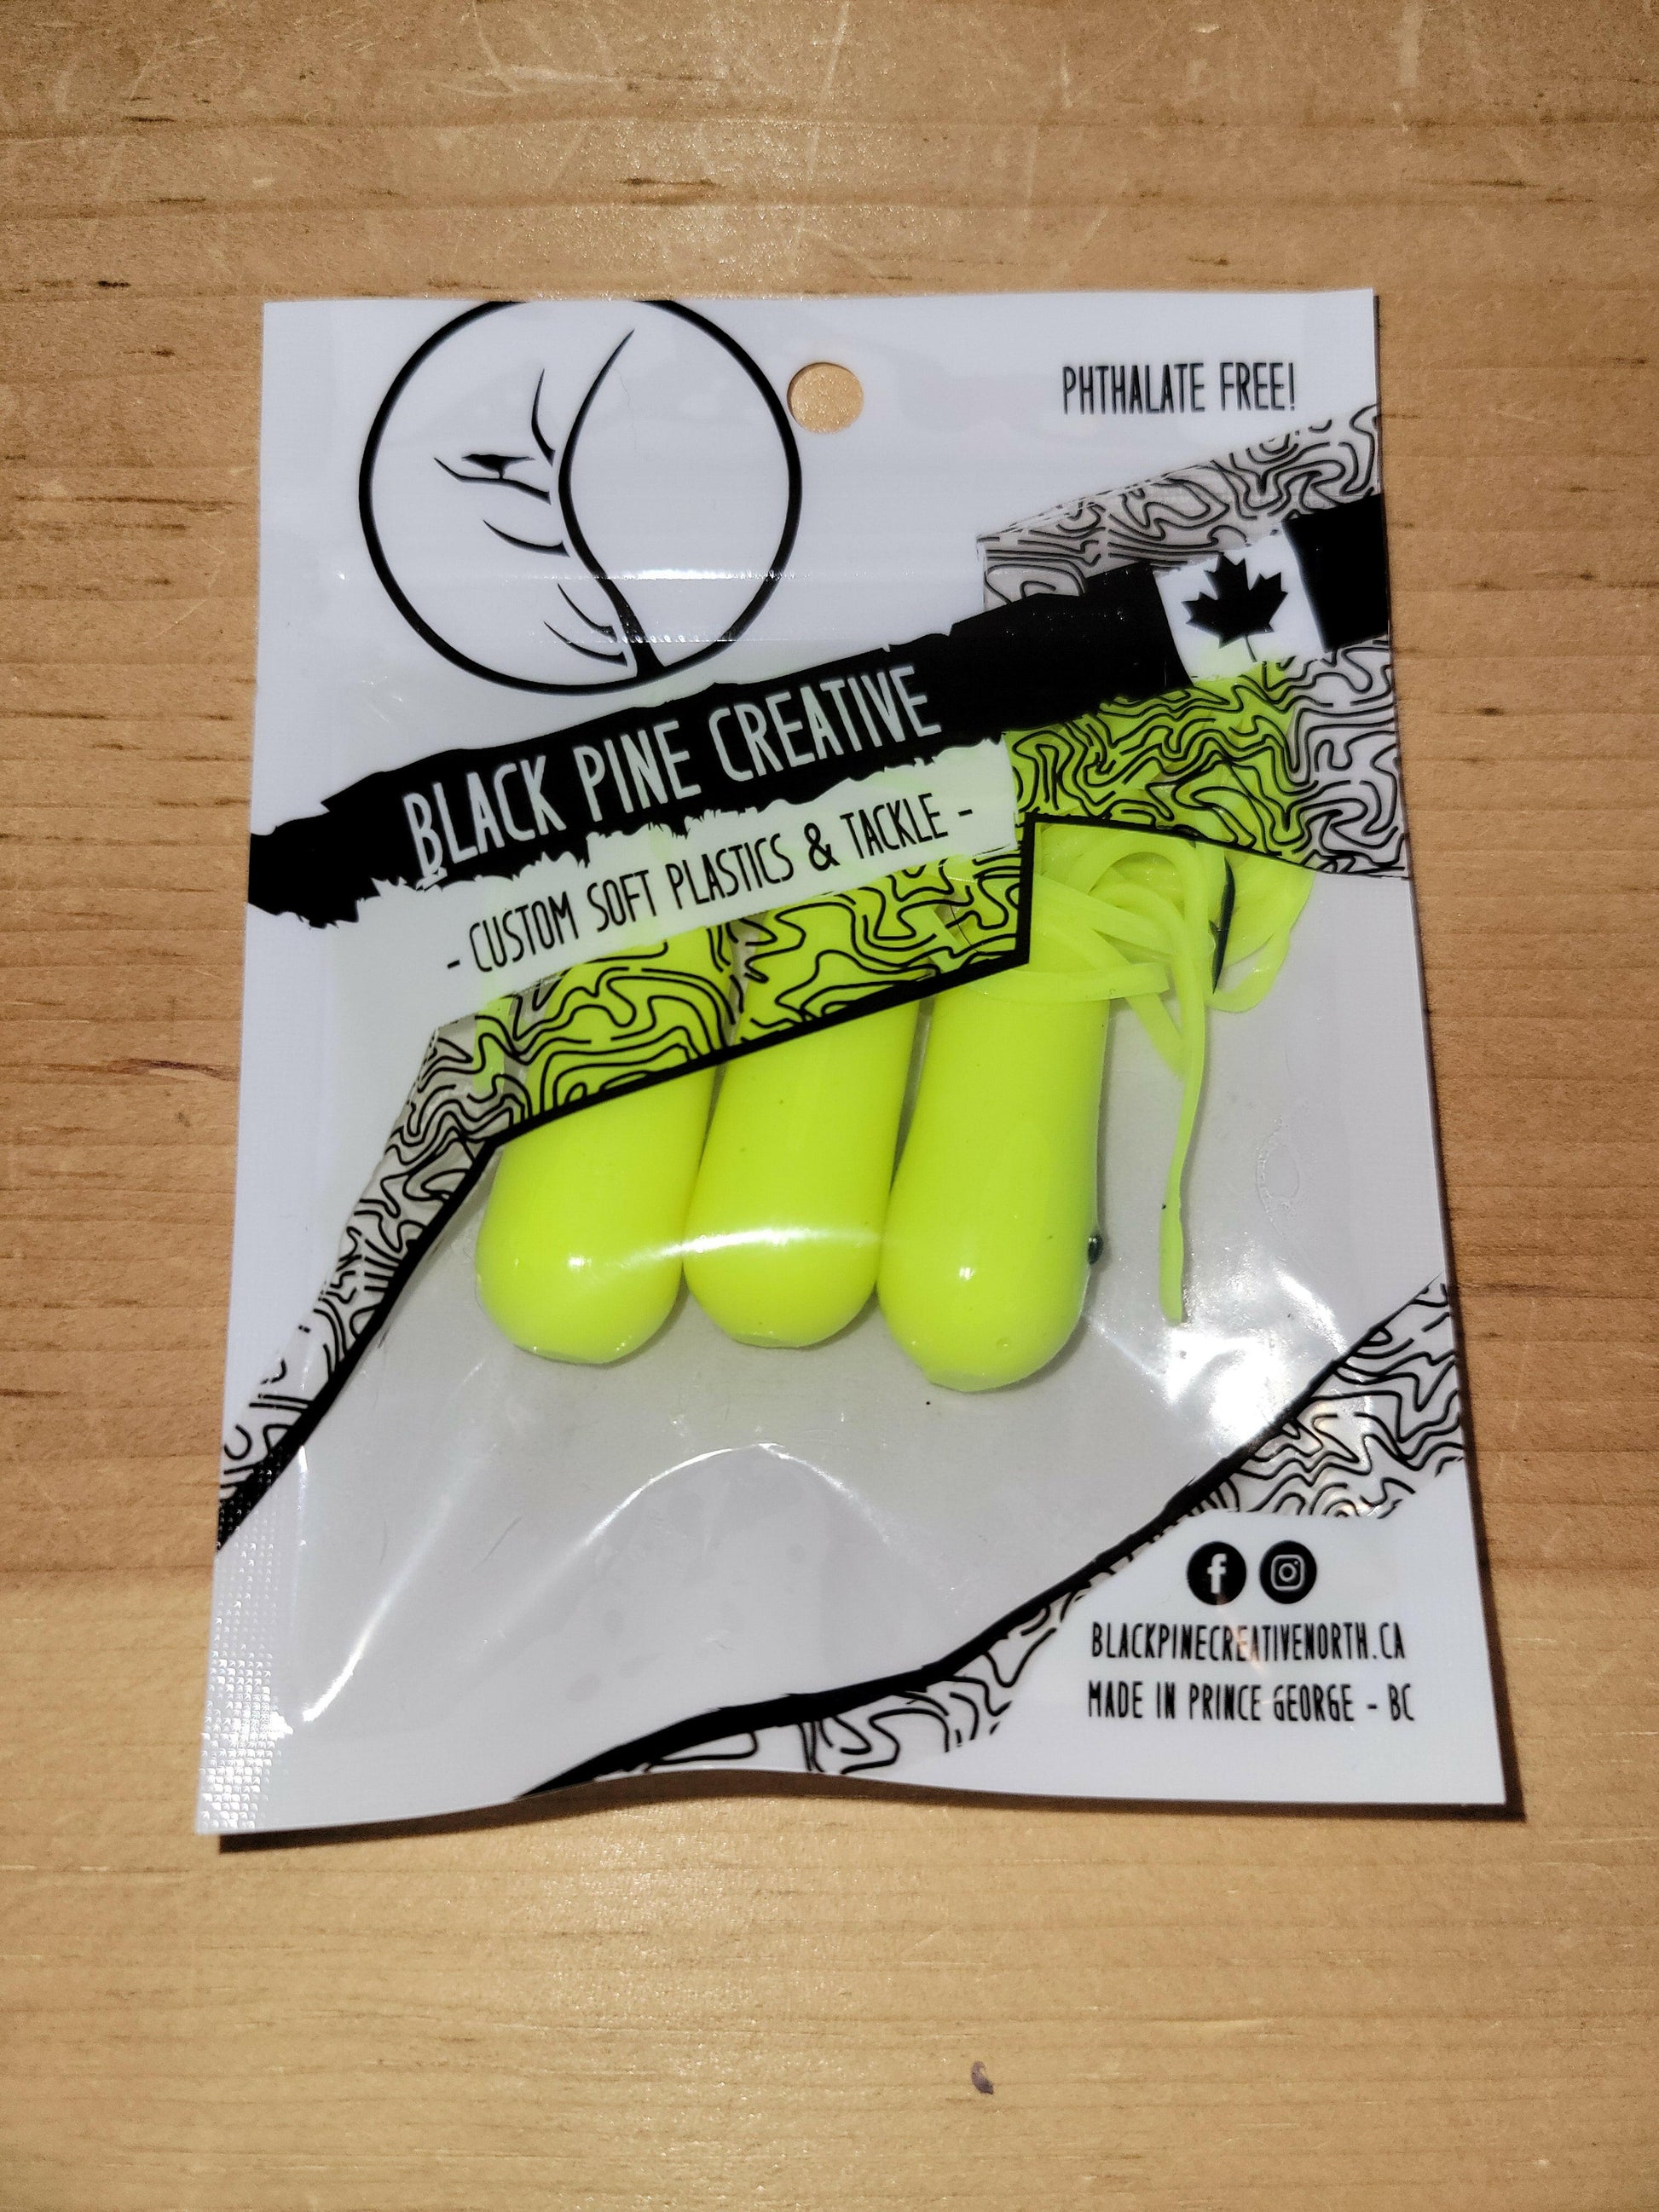 PHTHALATE FREE!
BLACK PINE CREATIVE
- CUSTOM SOFT PLASTICS & TACKLE -
BLACKPINECREATIVENORTH.CA
MADE IN PRINCE GEORGE - BC